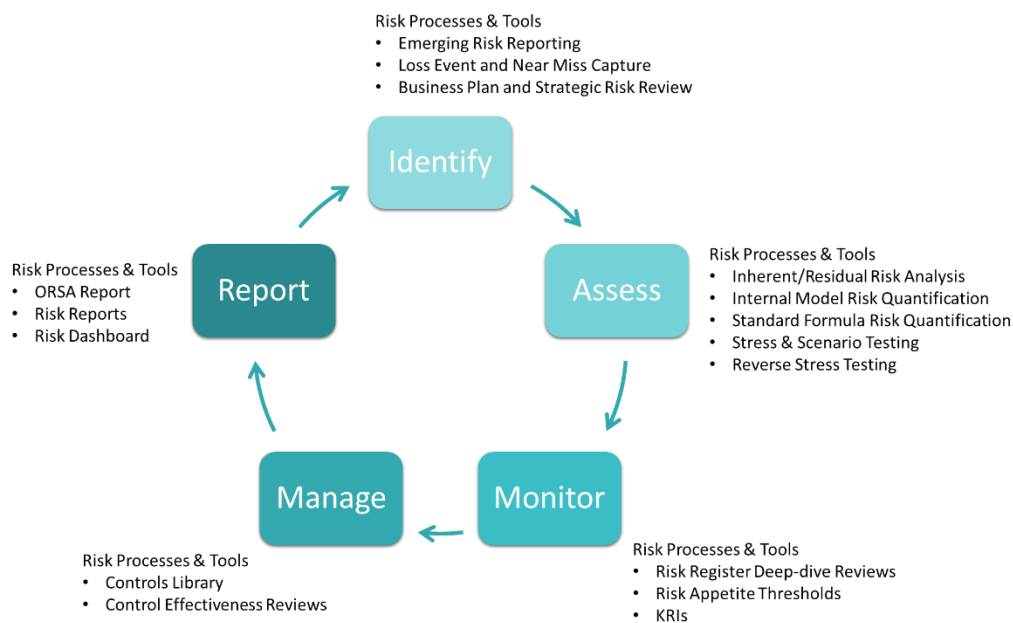 Risk Processes & Tools
• Emerging Risk Reporting
• Loss Event and Near Miss Capture
• Business Plan and Strategic Risk Review
Identify
Assess
Risk Processes & Tools
• Inherent/Residual Risk Analysis
• Internal Model Risk Quantification
• Standard Formula Risk Quantification
• Stress & Scenario Testing
• Reverse Stress Testing
Monitor
Risk Processes & Tools
• Risk Register Deep-dive Reviews
• Risk Appetite Thresholds
• KRIs
Manage
Risk Processes & Tools
• Controls Library
• Control Effectiveness Reviews
Report
Risk Processes & Tools
• ORSA Report
• Risk Reports
• Risk Dashboard